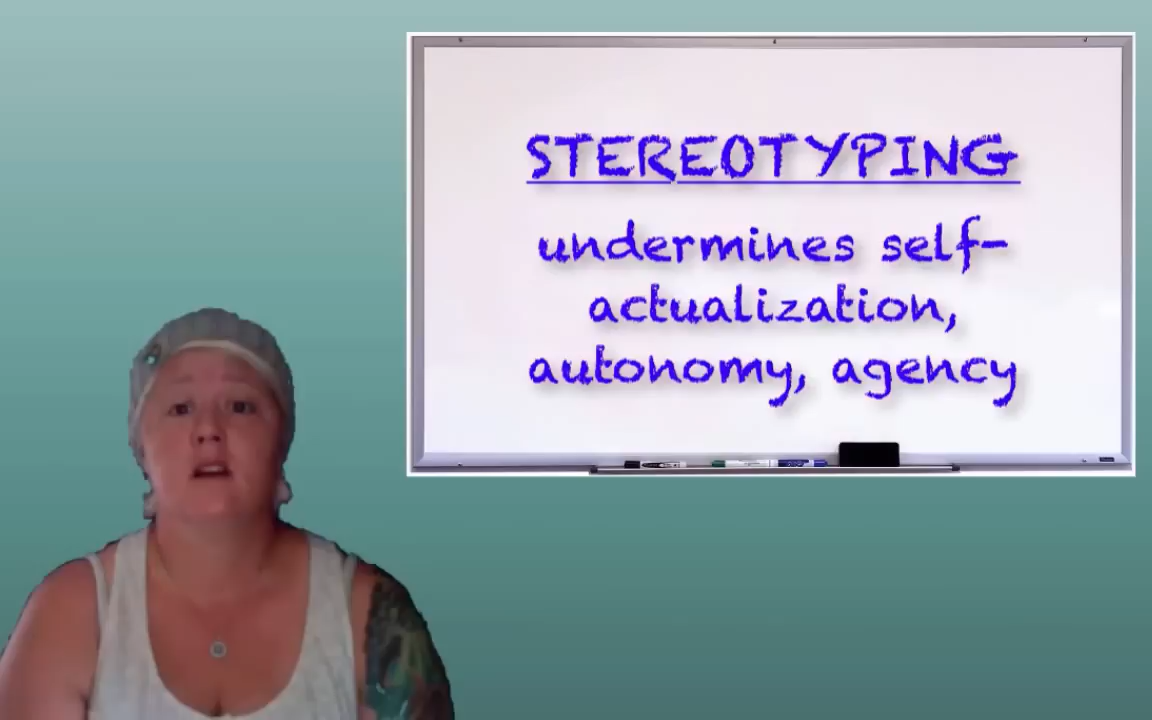 STEREOTYPING
undermines self-
actualization,
autonomy, agency